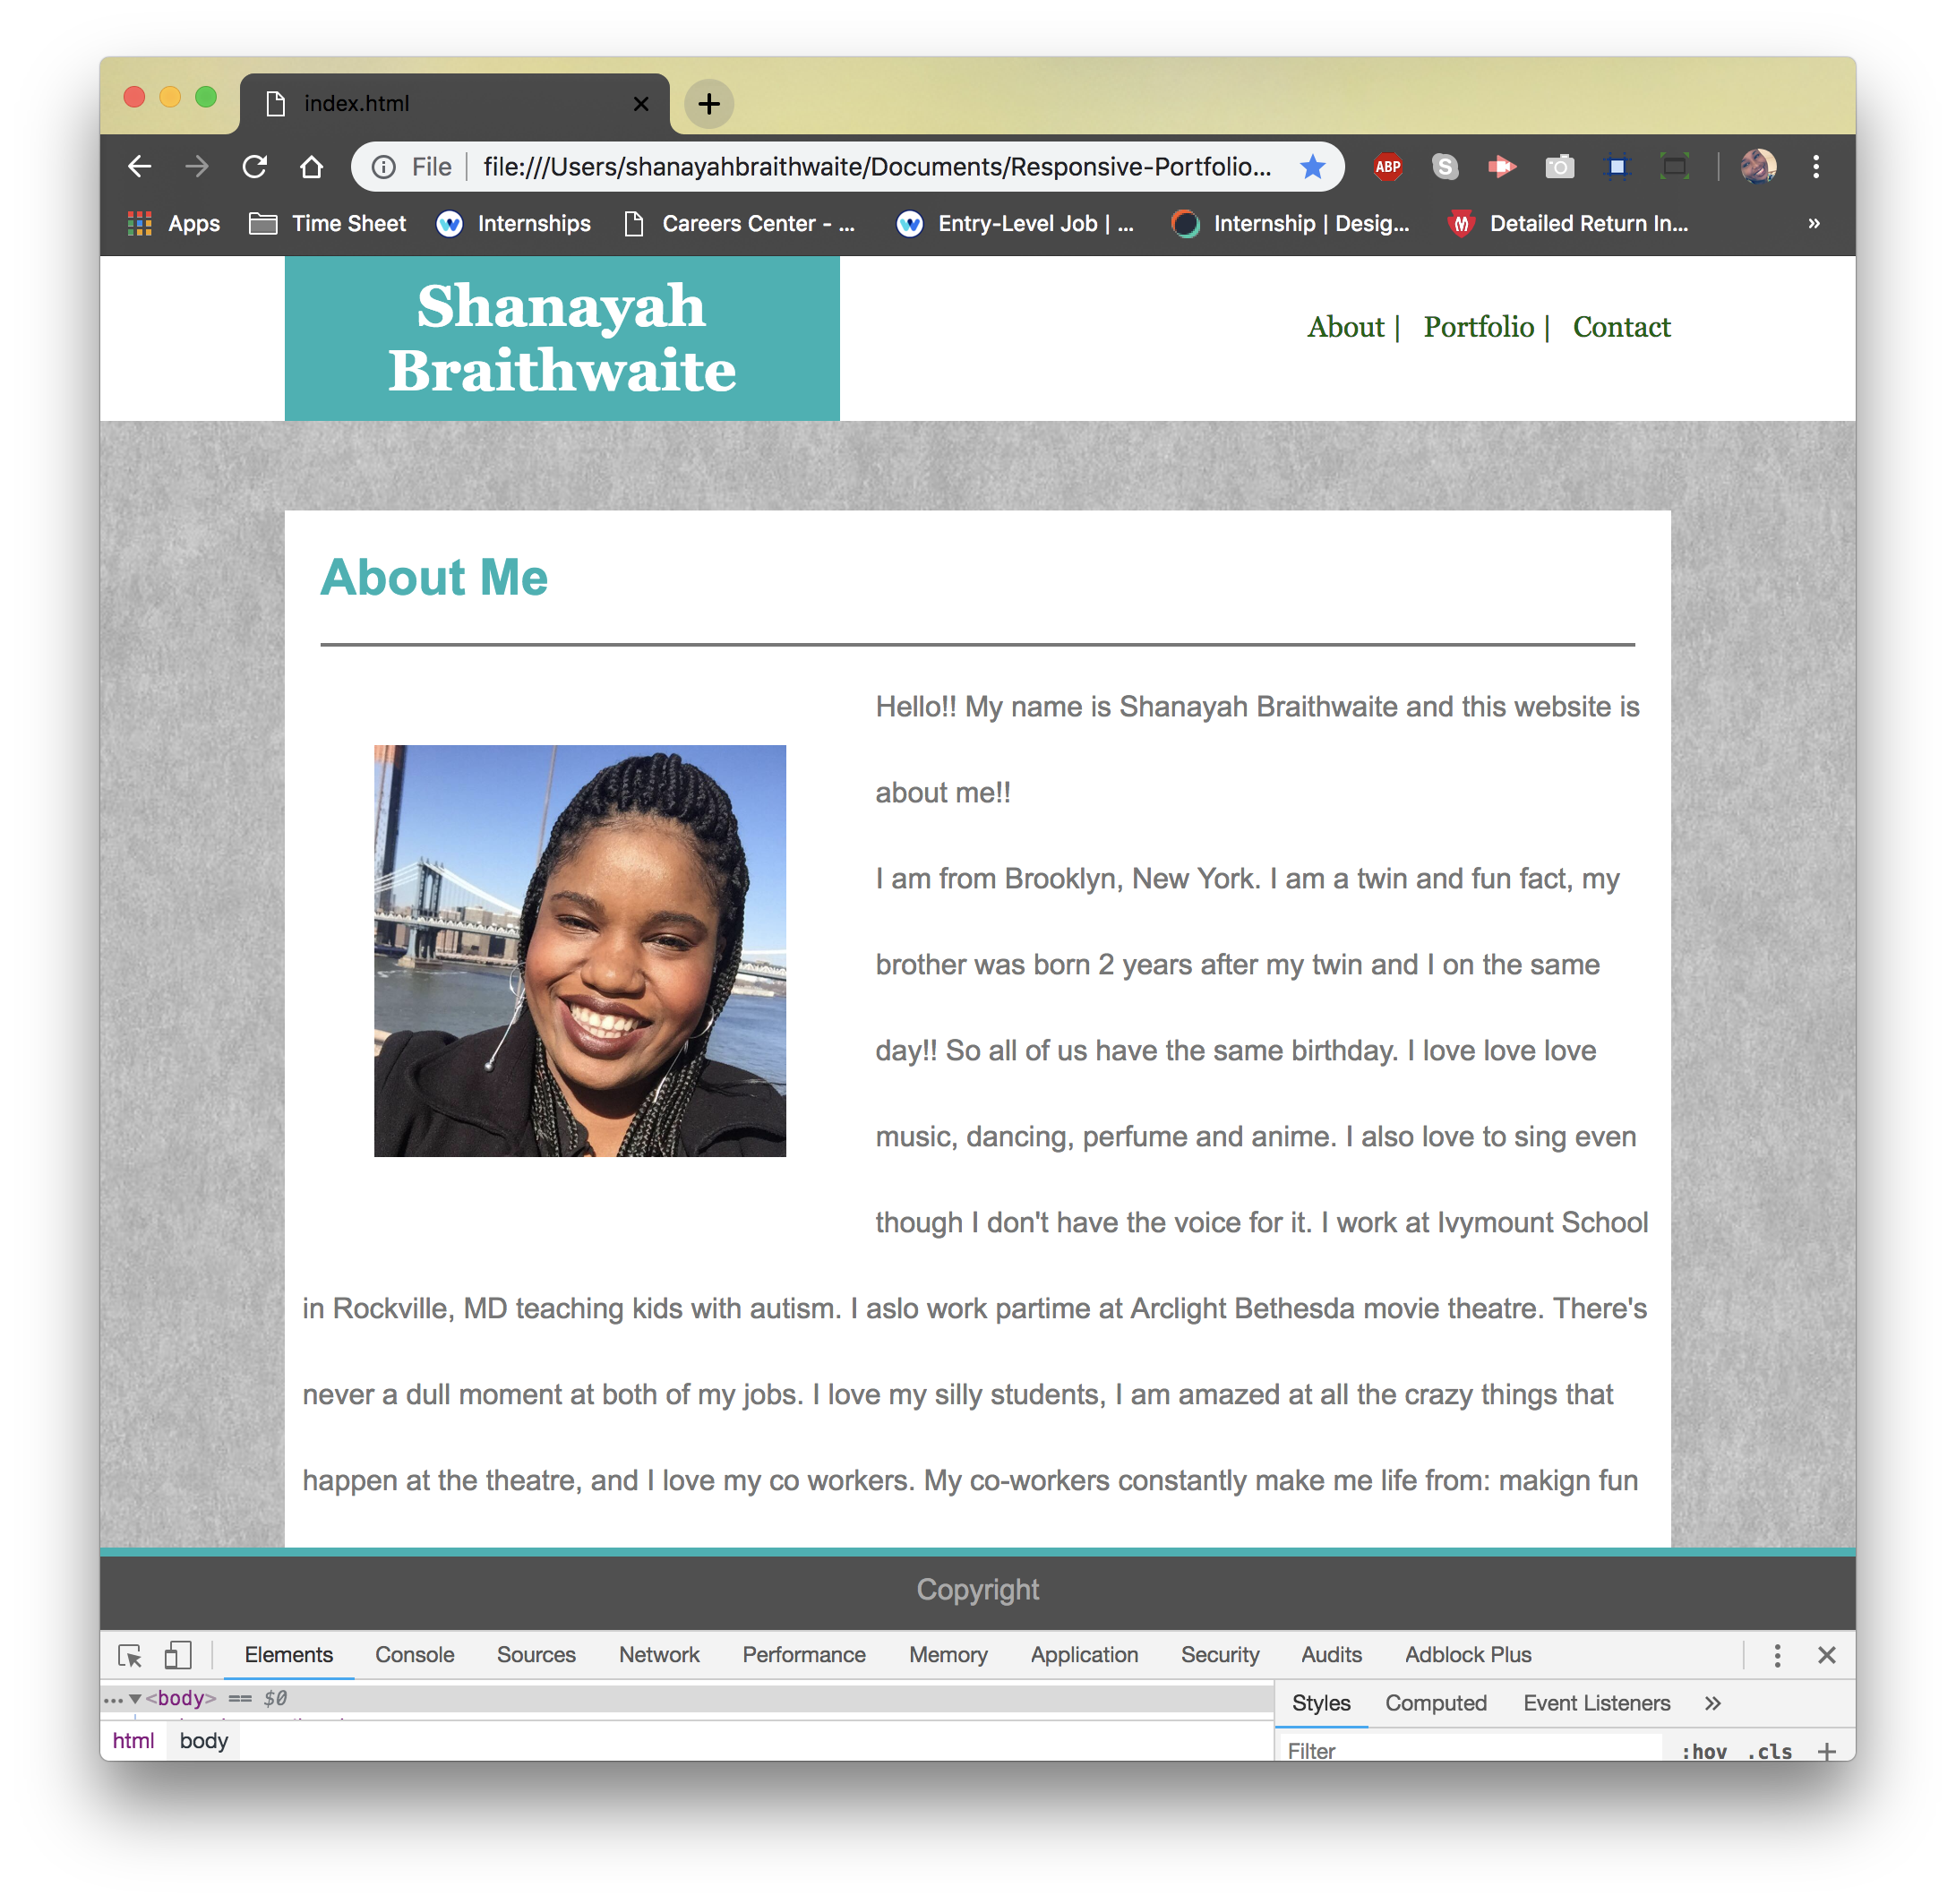 index.html
File file:///Users/shanayahbraithwaite/Documents/Responsive-Portfolio...
ABP S
Apps Time Sheet Internships Careers Center - ... Entry-Level Job | ... Internship | Desig... Detailed Return In... »
Shanayah
Braithwaite
About | Portfolio | Contact
About Me
Hello!! My name is Shanayah Braithwaite and this website is
about me!!
I am from Brooklyn, New York. I am a twin and fun fact, my
brother was born 2 years after my twin and I on the same
day!! So all of us have the same birthday. I love love love
music, dancing, perfume and anime. I also love to sing even
though I don't have the voice for it. I work at Ivymount School
in Rockville, MD teaching kids with autism. I aslo work partime at Arclight Bethesda movie theatre. There's
never a dull moment at both of my jobs. I love my silly students, I am amazed at all the crazy things that
happen at the theatre, and I love my co workers. My co-workers constantly make me life from: makign fun
Copyright
Elements Console Sources Network Performance Memory Application Security Audits Adblock Plus
... ▼<body> == $0
Styles Computed Event Listeners »
html body
Filter :hov .cls +